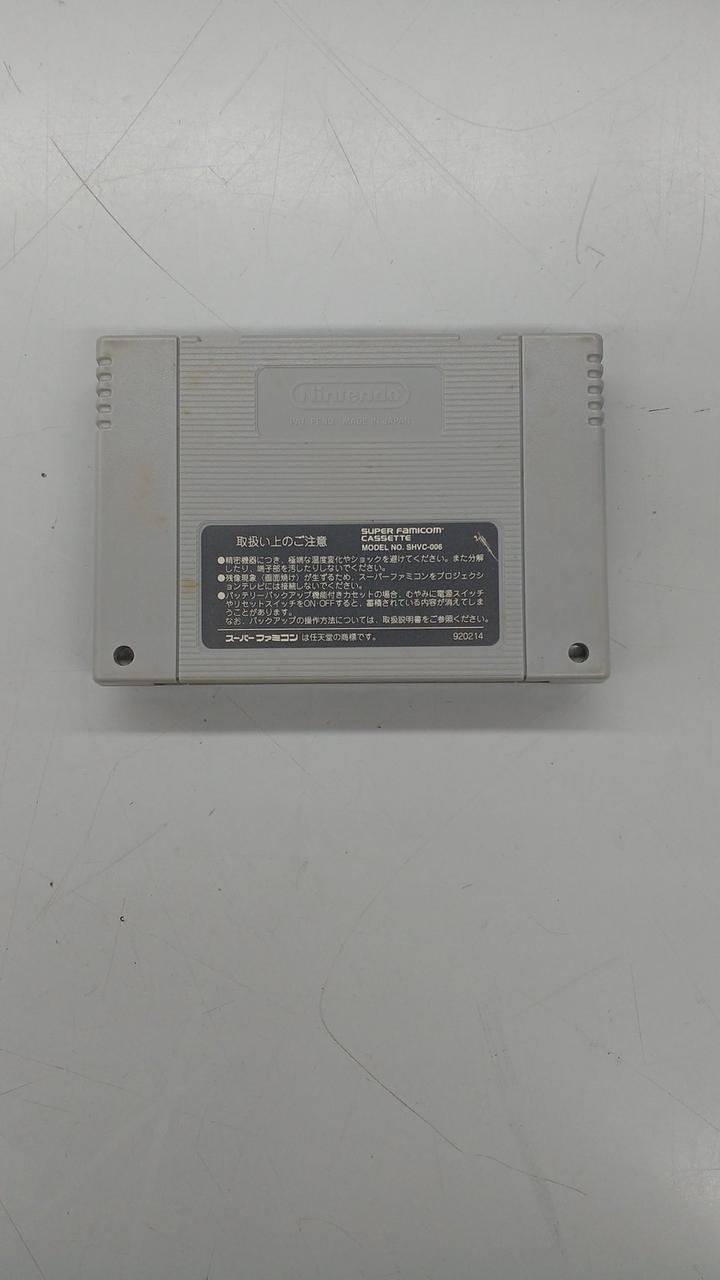 Nintendo
PAT. PEND. MADE IN JAPAN
取扱い上のご注意
SUPER FAMICOM
CASSETTE
MODEL NO. SHVC-006
●精密機器につき、極端な温度変化やショックを避けてください。また分解
したり、端子部を汚したりしないでください。
●残像現象（画面焼け）が生ずるため、スーパーファミコンをプロジェクシ
ョンテレビには接続しないでください。
●バッテリーバックアップ機能付きカセットの場合、むやみに電源スイッチ
やリセットスイッチをON・OFFすると、蓄積されている内容が消えてしま
うことがあります。
なお、バックアップの操作方法については、取扱説明書をご参照ください。
スーパーファミコンは任天堂の商標です。
920214